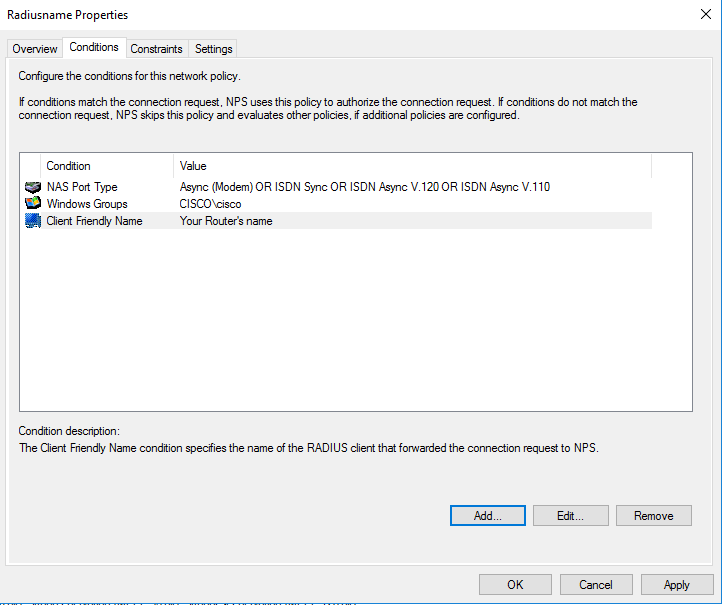 Radiusname Properties
Overview Conditions Constraints Settings
Configure the conditions for this network policy.
If conditions match the connection request, NPS uses this policy to authorize the connection request. If conditions do not match the
connection request, NPS skips this policy and evaluates other policies, if additional policies are configured.
Condition Value
NAS Port Type Async (Modem) OR ISDN Sync OR ISDN Async V.120 OR ISDN Async V.110
Windows Groups CISCO\cisco
Client Friendly Name Your Router's name
Condition description:
The Client Friendly Name condition specifies the name of the RADIUS client that forwarded the connection request to NPS.
Add... Edit... Remove
OK Cancel Apply